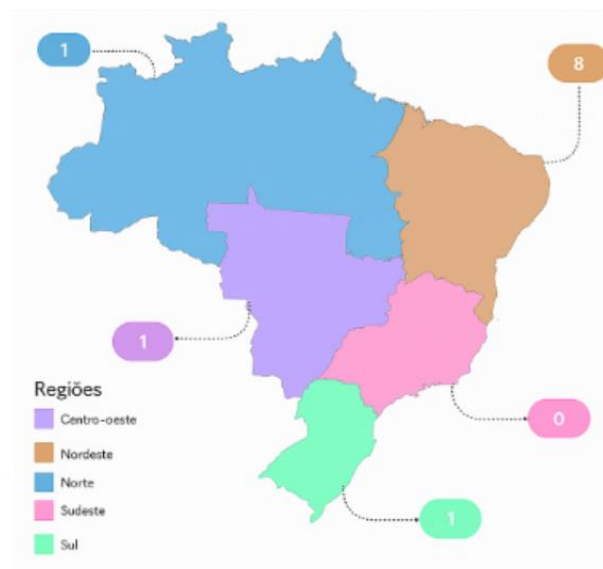 1
8
1
0
1
Regiões
Centro-oeste
Nordeste
Norte
Sudeste
Sul